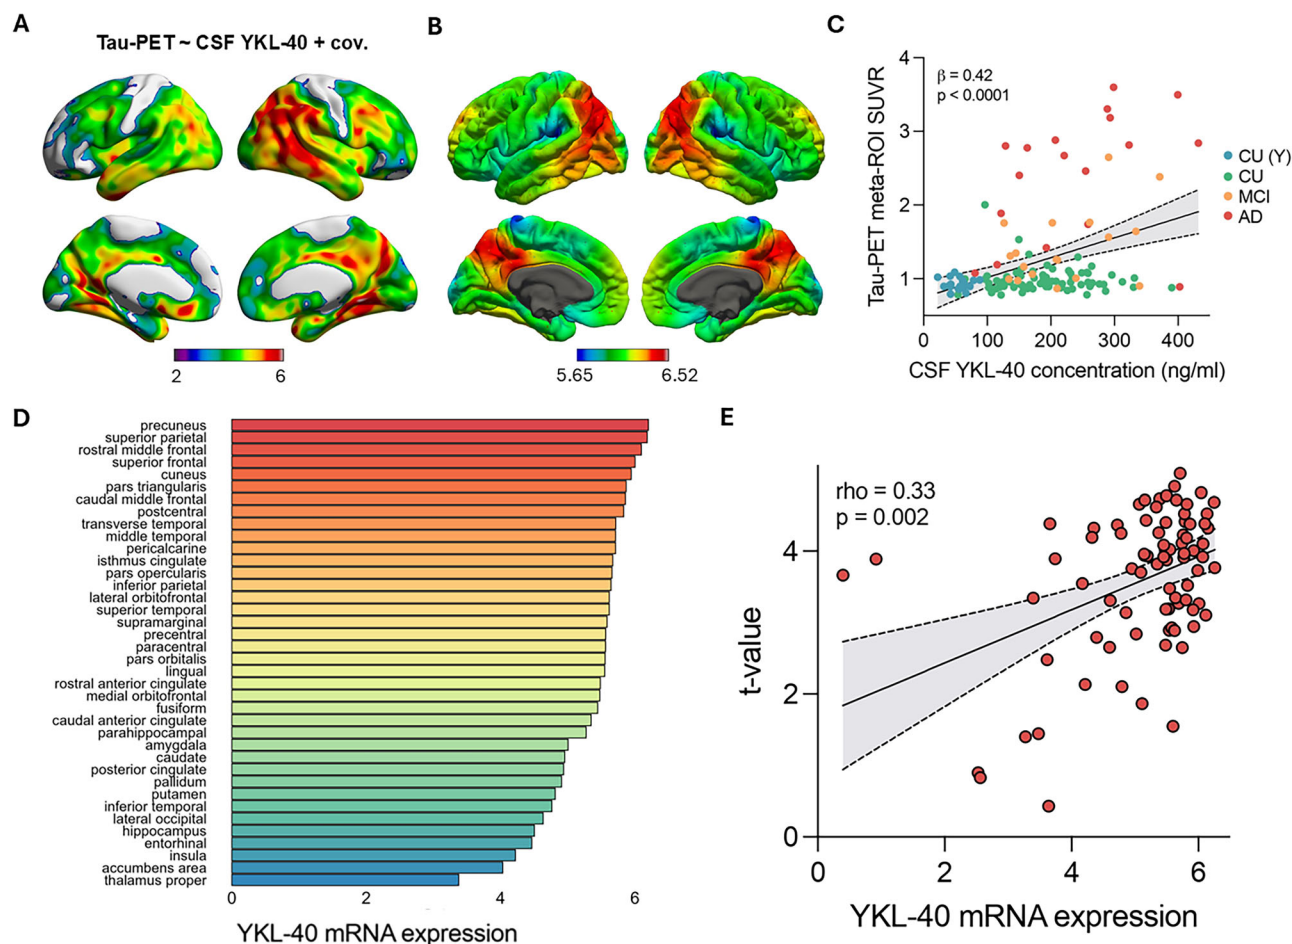 A
Tau-PET ~ CSF YKL-40 + cov.
2
6
B
5.65
6.52
C
β = 0.42
p < 0.0001
Tau-PET meta-ROI SUVR
4
3
2
1
0
100
200
300
400
CSF YKL-40 concentration (ng/ml)
CU (Y)
CU
MCI
AD
D
precuneus
superior parietal
rostral middle frontal
superior frontal
cuneus
pars triangularis
caudal middle frontal
postcentral
transverse temporal
middle temporal
pericalcarine
isthmus cingulate
pars opercularis
inferior parietal
lateral orbitofrontal
superior temporal
supramarginal
precentral
paracentral
pars orbitalis
lingual
rostral anterior cingulate
medial orbitofrontal
fusiform
caudal anterior cingulate
parahippocampal
amygdala
caudate
posterior cingulate
pallidum
putamen
inferior temporal
lateral occipital
hippocampus
entorhinal
insula
accumbens area
thalamus proper
0
2
4
6
YKL-40 mRNA expression
E
rho = 0.33
p = 0.002
t-value
4
2
0
0
2
4
6
YKL-40 mRNA expression